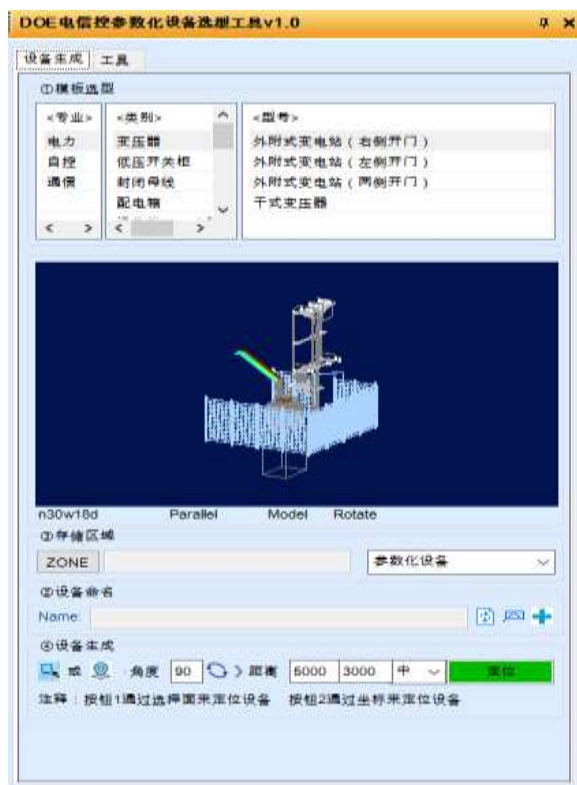 DOE电信控参数化设备选型工具v1.0
设备生成 工具
①模板选型
<专业> <类别> <型号>
电力 变压器 外附式变电站(右侧开门)
自控 低压开关柜 外附式变电站(左侧开门)
通信 封闭母线 外附式变电站(两侧开门)
配电箱 干式变压器
n30w18d Parallel Model Rotate
②存储区域
ZONE 参数化设备
③设备命名
Name:
④设备生成
或 角度 90 距离 5000 3000 中 定位
注释:按钮1通过选择面来定位设备 按钮2通过坐标来定位设备